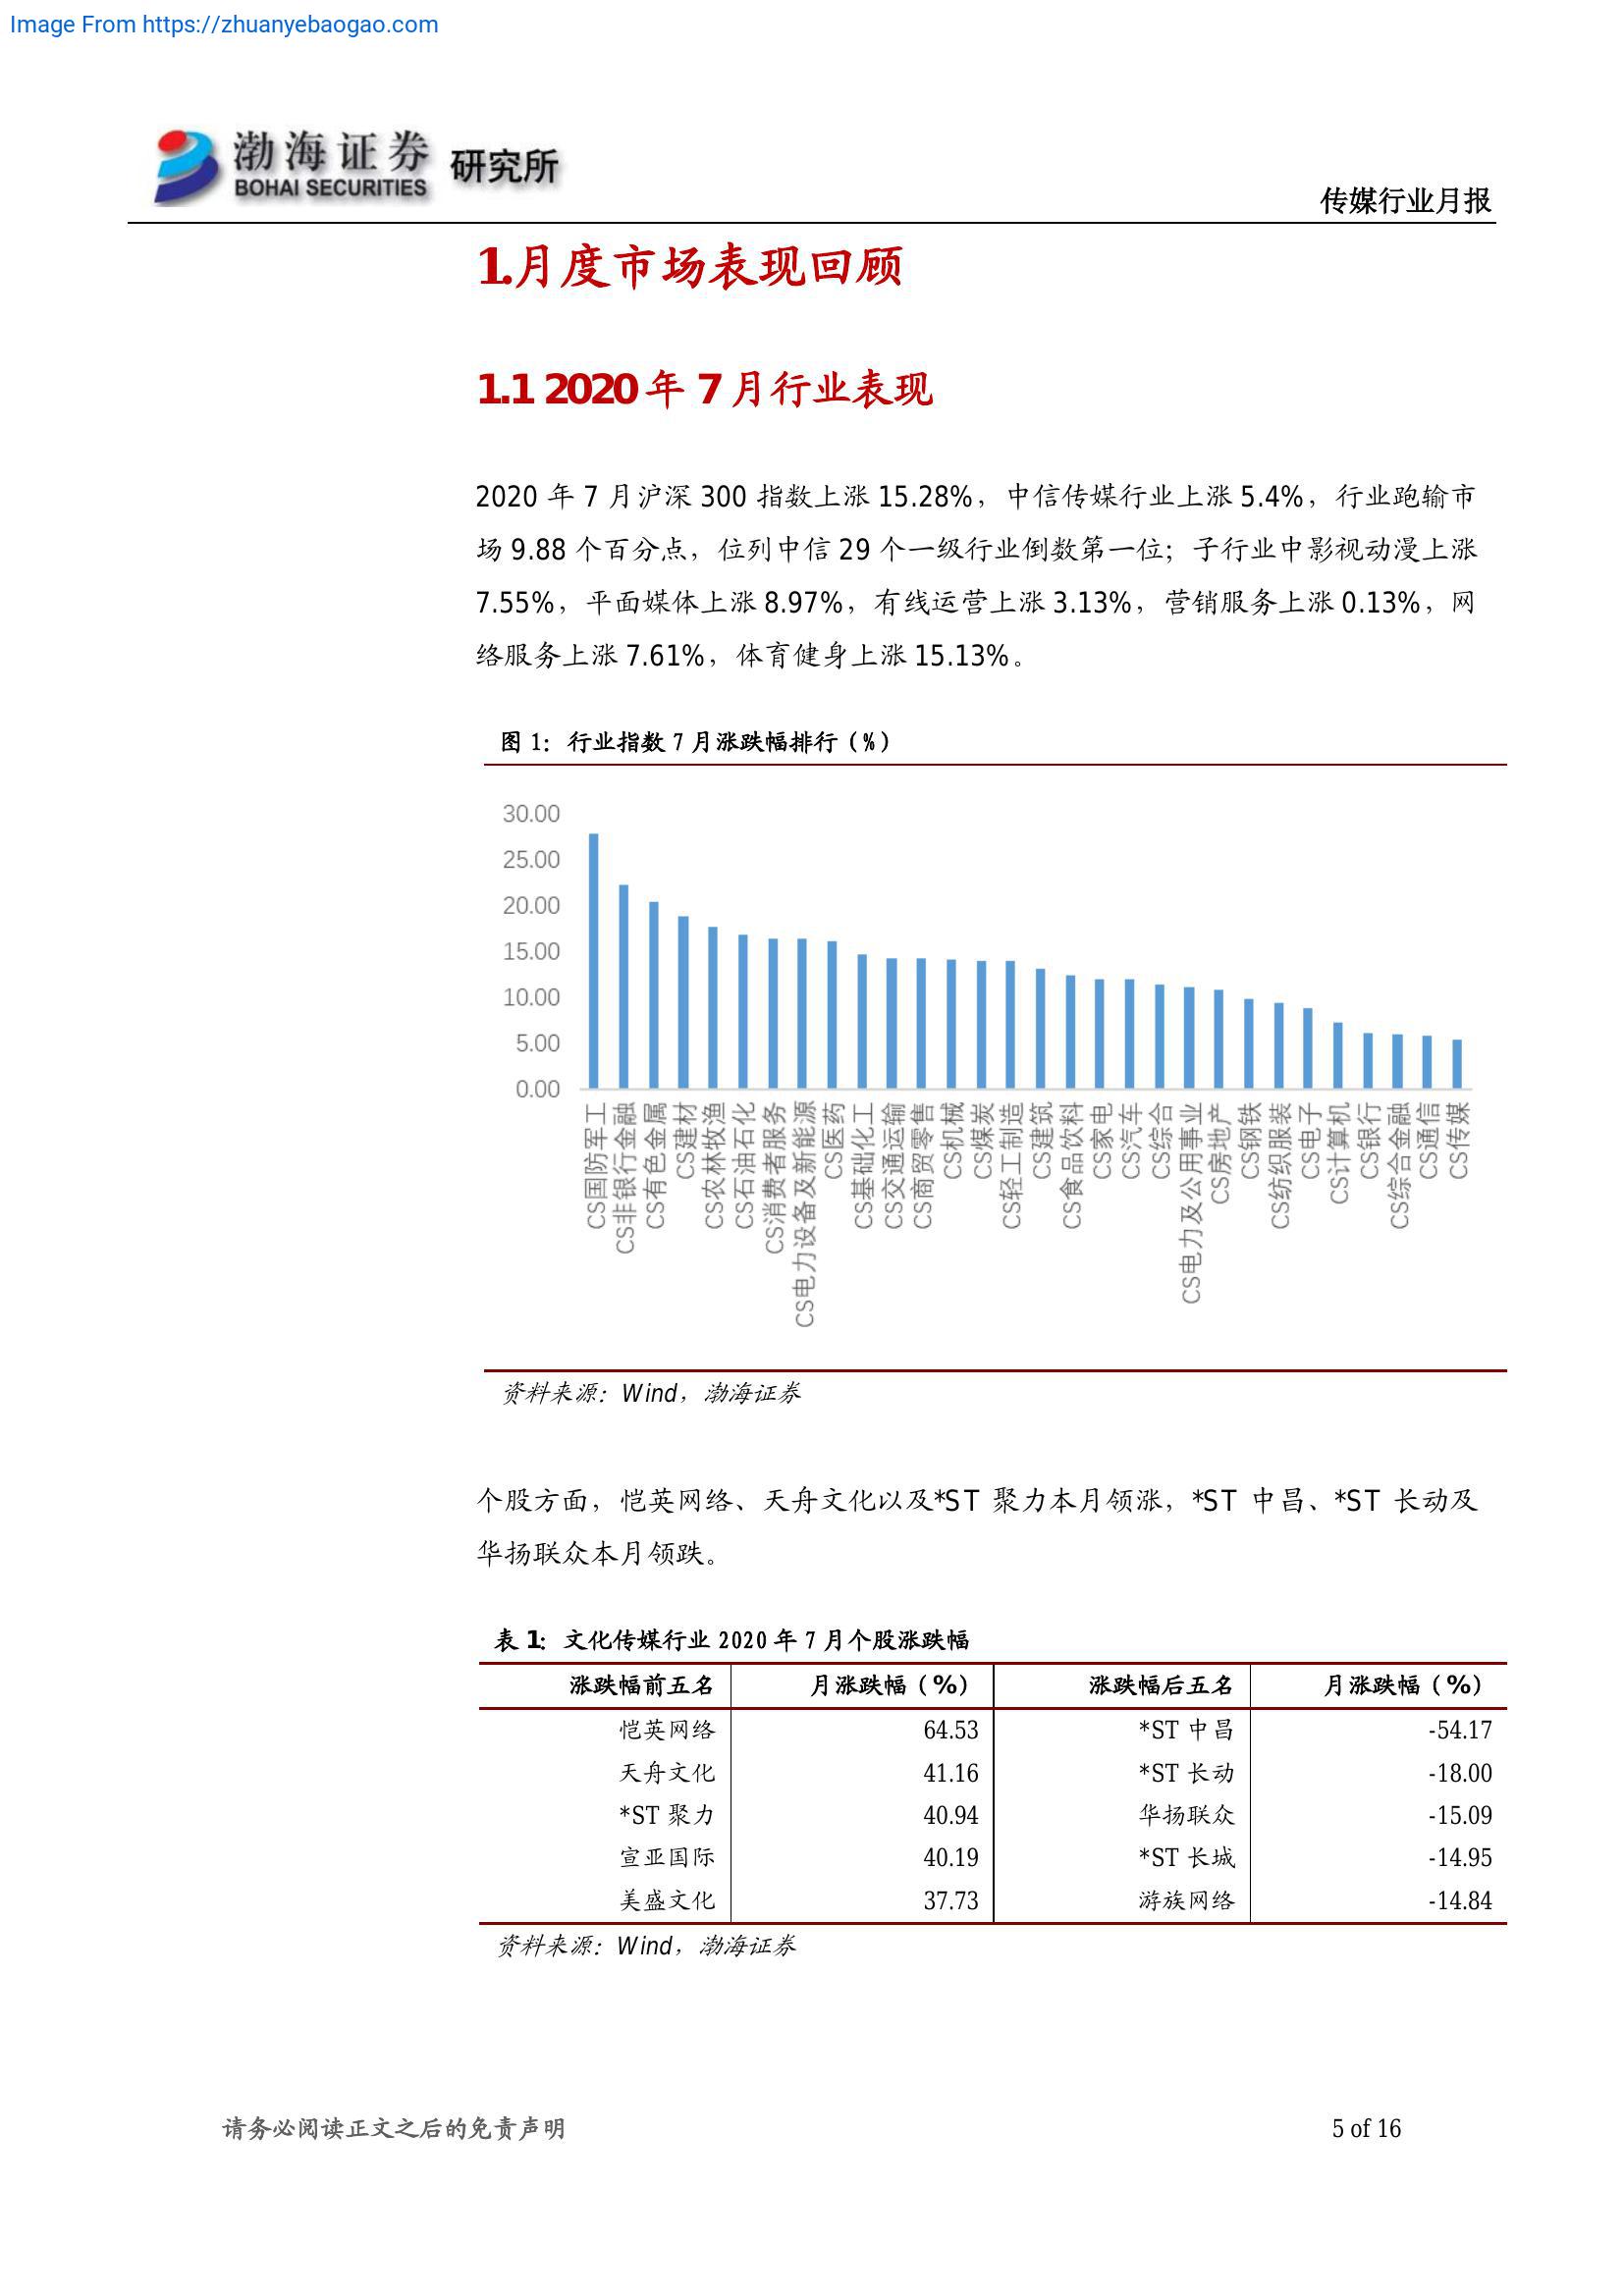 Image From https://zhuanyebaogao.com
渤海证券 研究所
BOHAI SECURITIES
传媒行业月报
1.月度市场表现回顾
1.1 2020 年 7 月行业表现
2020 年 7 月沪深 300 指数上涨 15.28%，中信传媒行业上涨 5.4%，行业跑输市
场 9.88 个百分点，位列中信 29 个一级行业倒数第一位；子行业中影视动漫上涨
7.55%，平面媒体上涨 8.97%，有线运营上涨 3.13%，营销服务上涨 0.13%，网
络服务上涨 7.61%，体育健身上涨 15.13%。
图 1：行业指数 7 月涨跌幅排行（%）
30.00
25.00
20.00
15.00
10.00
5.00
0.00
CS国防军工
CS非银行金融
CS有色金属
CS建材
CS农林牧渔
CS石油石化
CS消费者服务
CS电力设备及新能源
CS医药
CS基础化工
CS交通运输
CS商贸零售
CS机械
CS煤炭
CS轻工制造
CS建筑
CS食品饮料
CS家电
CS汽车
CS综合
CS电力及公用事业
CS房地产
CS钢铁
CS纺织服装
CS电子
CS计算机
CS银行
CS综合金融
CS通信
CS传媒
资料来源：Wind，渤海证券
个股方面，恺英网络、天舟文化以及*ST 聚力本月领涨，*ST 中昌、*ST 长动及
华扬联众本月领跌。
表 1：文化传媒行业 2020 年 7 月个股涨跌幅
涨跌幅前五名 月涨跌幅（%） 涨跌幅后五名 月涨跌幅（%）
恺英网络 64.53 *ST 中昌 -54.17
天舟文化 41.16 *ST 长动 -18.00
*ST 聚力 40.94 华扬联众 -15.09
宣亚国际 40.19 *ST 长城 -14.95
美盛文化 37.73 游族网络 -14.84
资料来源：Wind，渤海证券
请务必阅读正文之后的免责声明 5 of 16